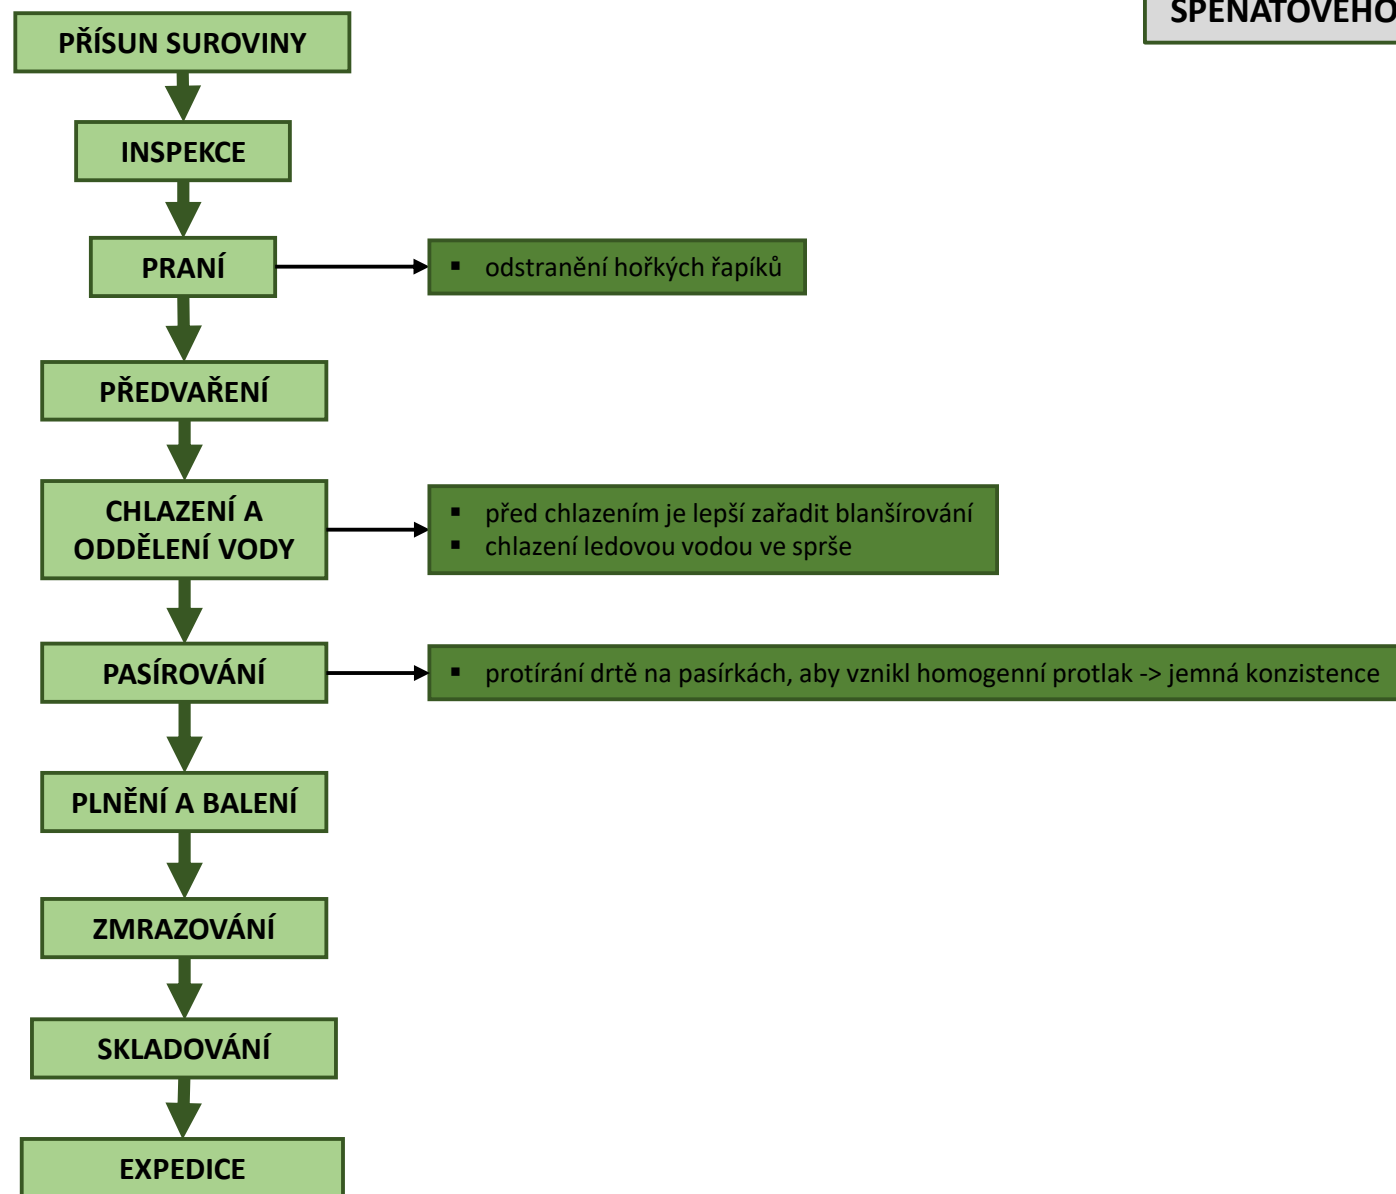 ŠPENÁTOVÉHO
PŘÍSUN SUROVINY
INSPEKCE
PRANÍ
▪ odstranění hořkých řapíků
PŘEDVAŘENÍ
CHLAZENÍ A
ODDĚLENÍ VODY
▪ před chlazením je lepší zařadit blanšírování
▪ chlazení ledovou vodou ve sprše
PASÍROVÁNÍ
▪ protírání drtě na pasírkách, aby vznikl homogenní protlak -> jemná konzistence
PLNĚNÍ A BALENÍ
ZMRAZOVÁNÍ
SKLADOVÁNÍ
EXPEDICE